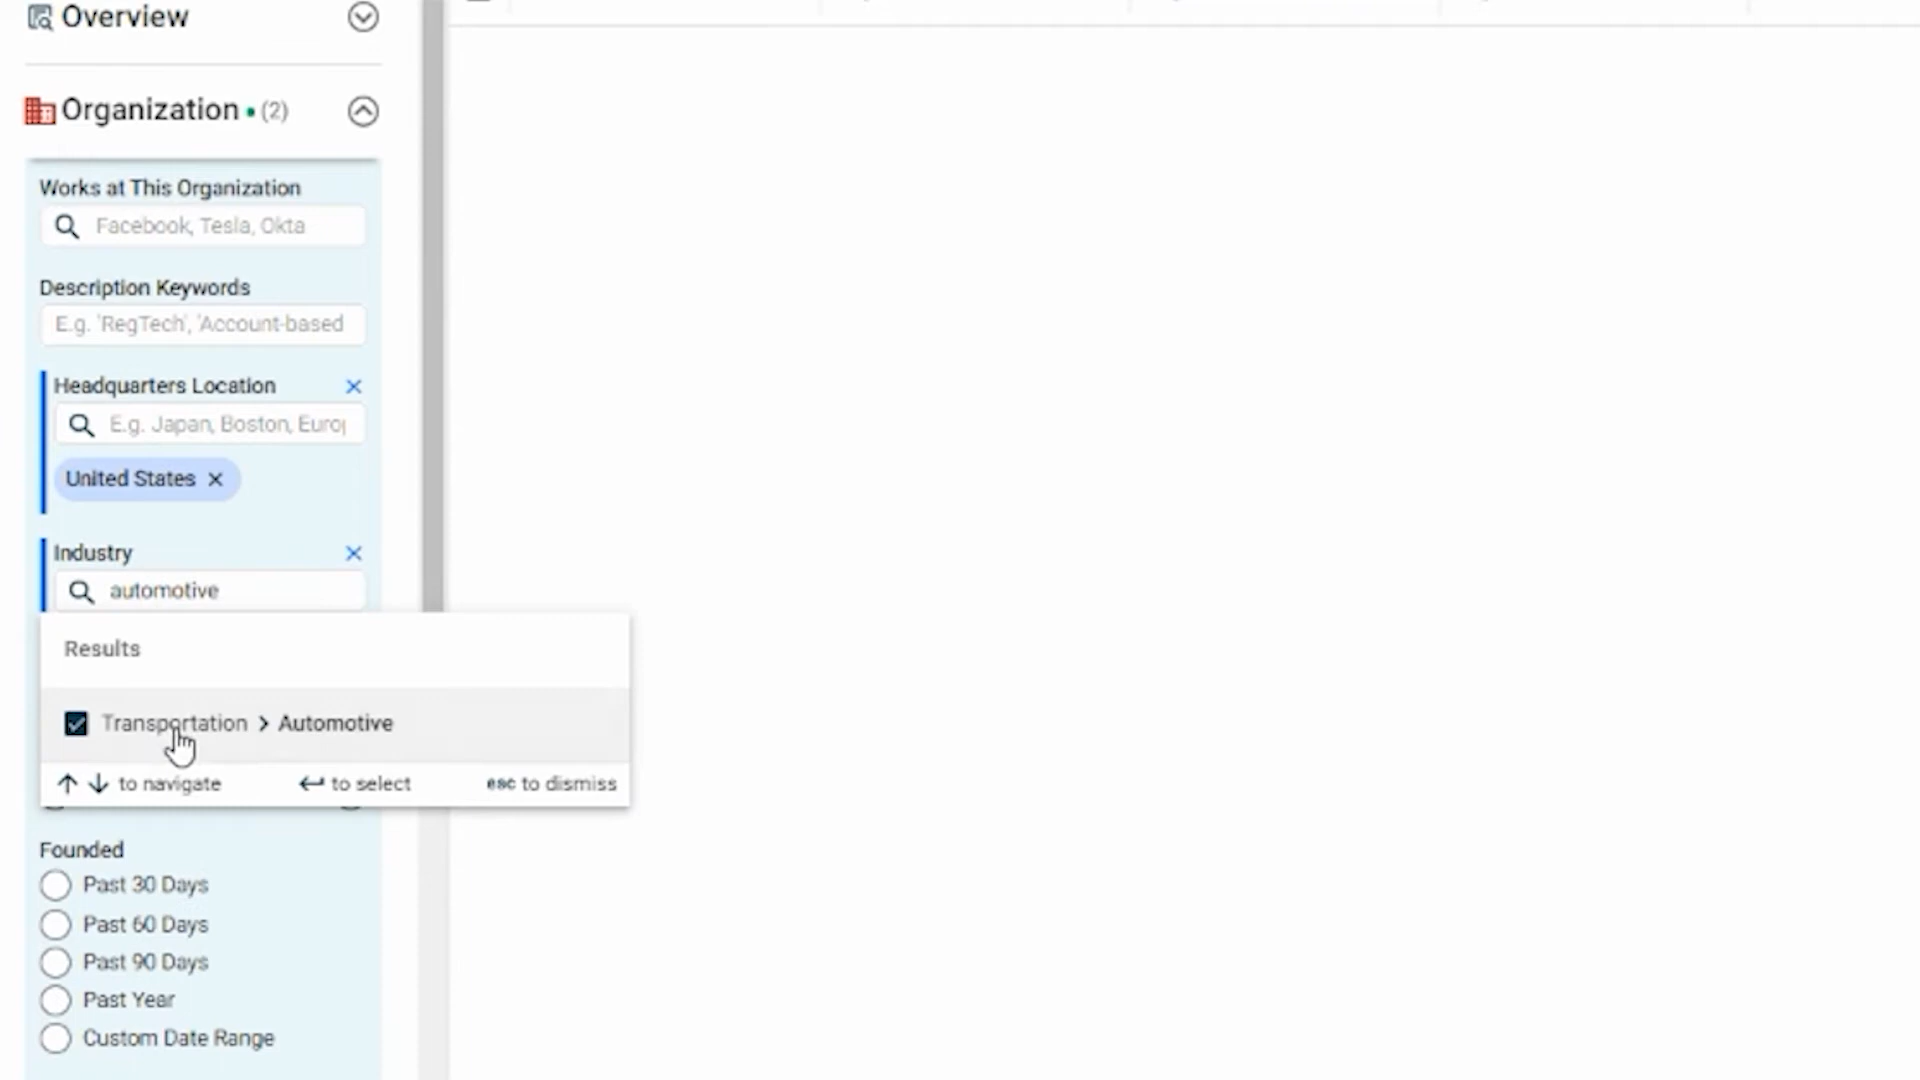 Overview
Organization • (2)
Works at This Organization
Facebook, Tesla, Okta
Description Keywords
E.g. 'RegTech', 'Account-based
Headquarters Location
E.g. Japan, Boston, Euro
United States
Industry
automotive
Results
Transportation > Automotive
to navigate
to select
esc to dismiss
Founded
Past 30 Days
Past 60 Days
Past 90 Days
Past Year
Custom Date Range